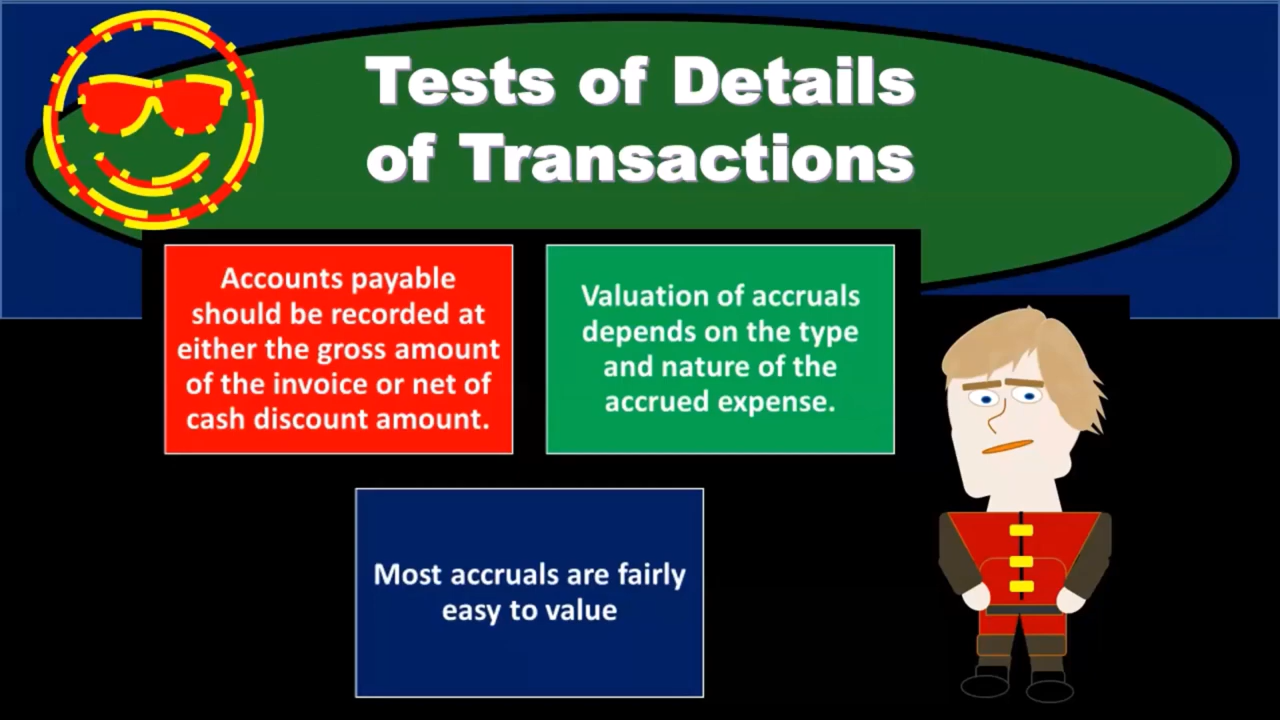 Tests of Details
of Transactions
Accounts payable
should be recorded at
either the gross amount
of the invoice or net of
cash discount amount.
Valuation of accruals
depends on the type
and nature of the
accrued expense.
Most accruals are fairly
easy to value